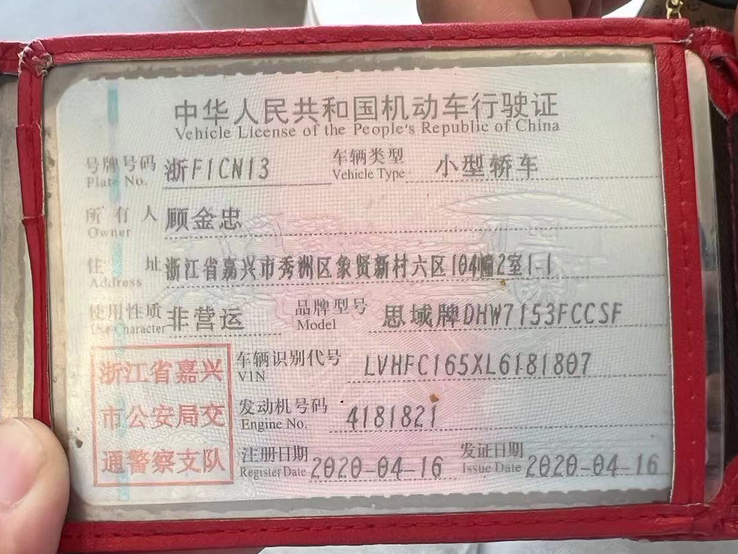 中华人民共和国机动车行驶证
Vehicle License of the People's Republic of China
号牌号码 浙F1CN13 车辆类型 小型轿车
Plate No. Vehicle Type
所有人 顾金忠
Owner
住址 浙江省嘉兴市秀洲区象贤新村六区104幢2室1-1
Address
使用性质 非营运 品牌型号 思域牌DHW7153FCCSF
Use Character Model
浙江省嘉兴
市公安局交
通警察支队
车辆识别代号 LVHFC165XL6181807
VIN
发动机号码 4181821
Engine No.
注册日期 2020-04-16 发证日期 2020-04-16
Register Date Issue Date